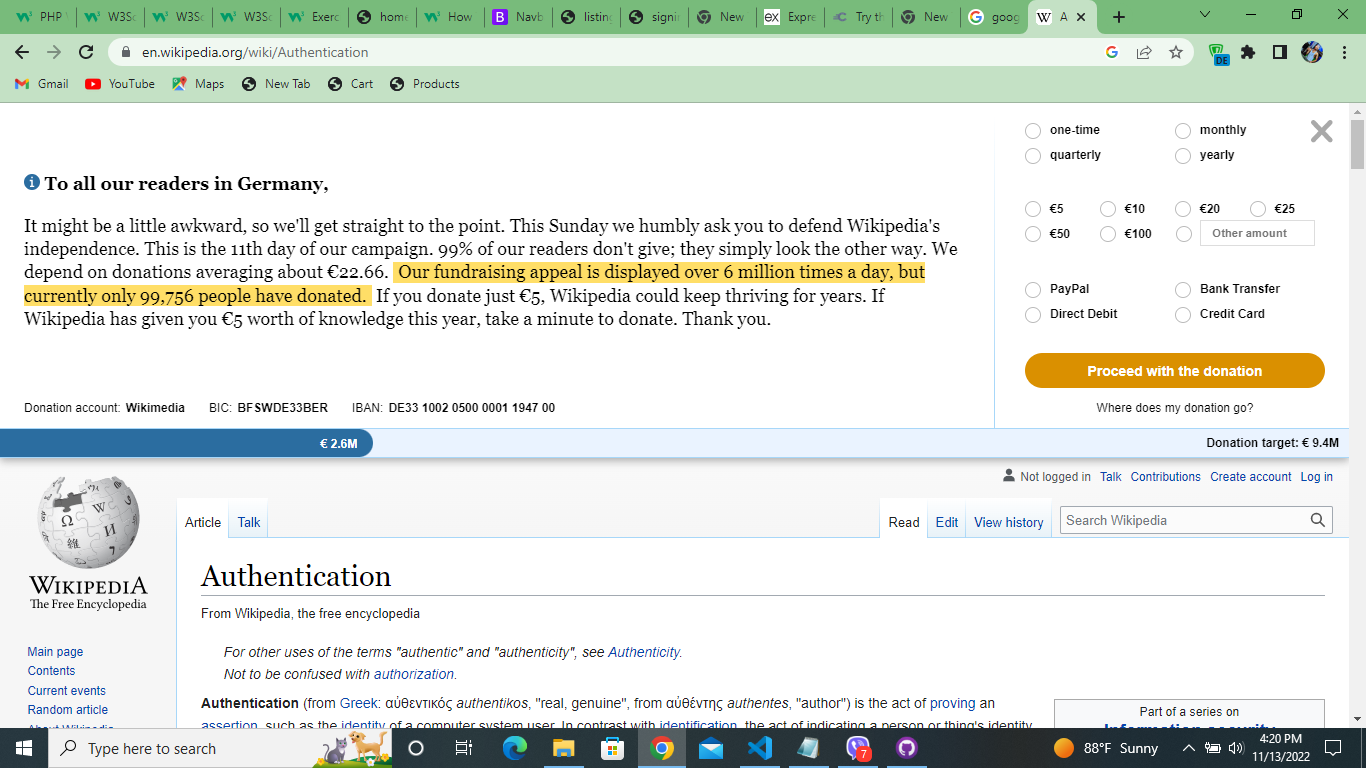 PHP
W3Sc
W3Sc
W3Sc
Exerc
home
How
Navb
listing
signin
New
Expre
Try th
New
goog
A
en.wikipedia.org/wiki/Authentication
DE
Gmail
YouTube
Maps
New Tab
Cart
Products
To all our readers in Germany,
It might be a little awkward, so we'll get straight to the point. This Sunday we humbly ask you to defend Wikipedia's
independence. This is the 11th day of our campaign. 99% of our readers don't give; they simply look the other way. We
depend on donations averaging about €22.66. Our fundraising appeal is displayed over 6 million times a day, but
currently only 99,756 people have donated. If you donate just €5, Wikipedia could keep thriving for years. If
Wikipedia has given you €5 worth of knowledge this year, take a minute to donate. Thank you.
Donation account: Wikimedia BIC: BFSWDE33BER IBAN: DE33 1002 0500 0001 1947 00
one-time monthly
quarterly yearly
€5 €10 €20 €25
€50 €100 Other amount
PayPal Bank Transfer
Direct Debit Credit Card
Proceed with the donation
Where does my donation go?
€ 2.6M Donation target: € 9.4M
Not logged in Talk Contributions Create account Log in
Article Talk Read Edit View history Search Wikipedia
WIKIPEDIA
The Free Encyclopedia
Main page
Contents
Current events
Random article
About Wikipedia
Authentication
From Wikipedia, the free encyclopedia
For other uses of the terms "authentic" and "authenticity", see Authenticity.
Not to be confused with authorization.
Authentication (from Greek: αὐθεντικός authentikos, "real, genuine", from αὐθέντης authentes, "author") is the act of proving an
assertion, such as the identity of a computer system user. In contrast with identification, the act of indicating a person or thing's identity,
Part of a series on
Information security
Type here to search
7
88°F Sunny
4:20 PM
11/13/2022